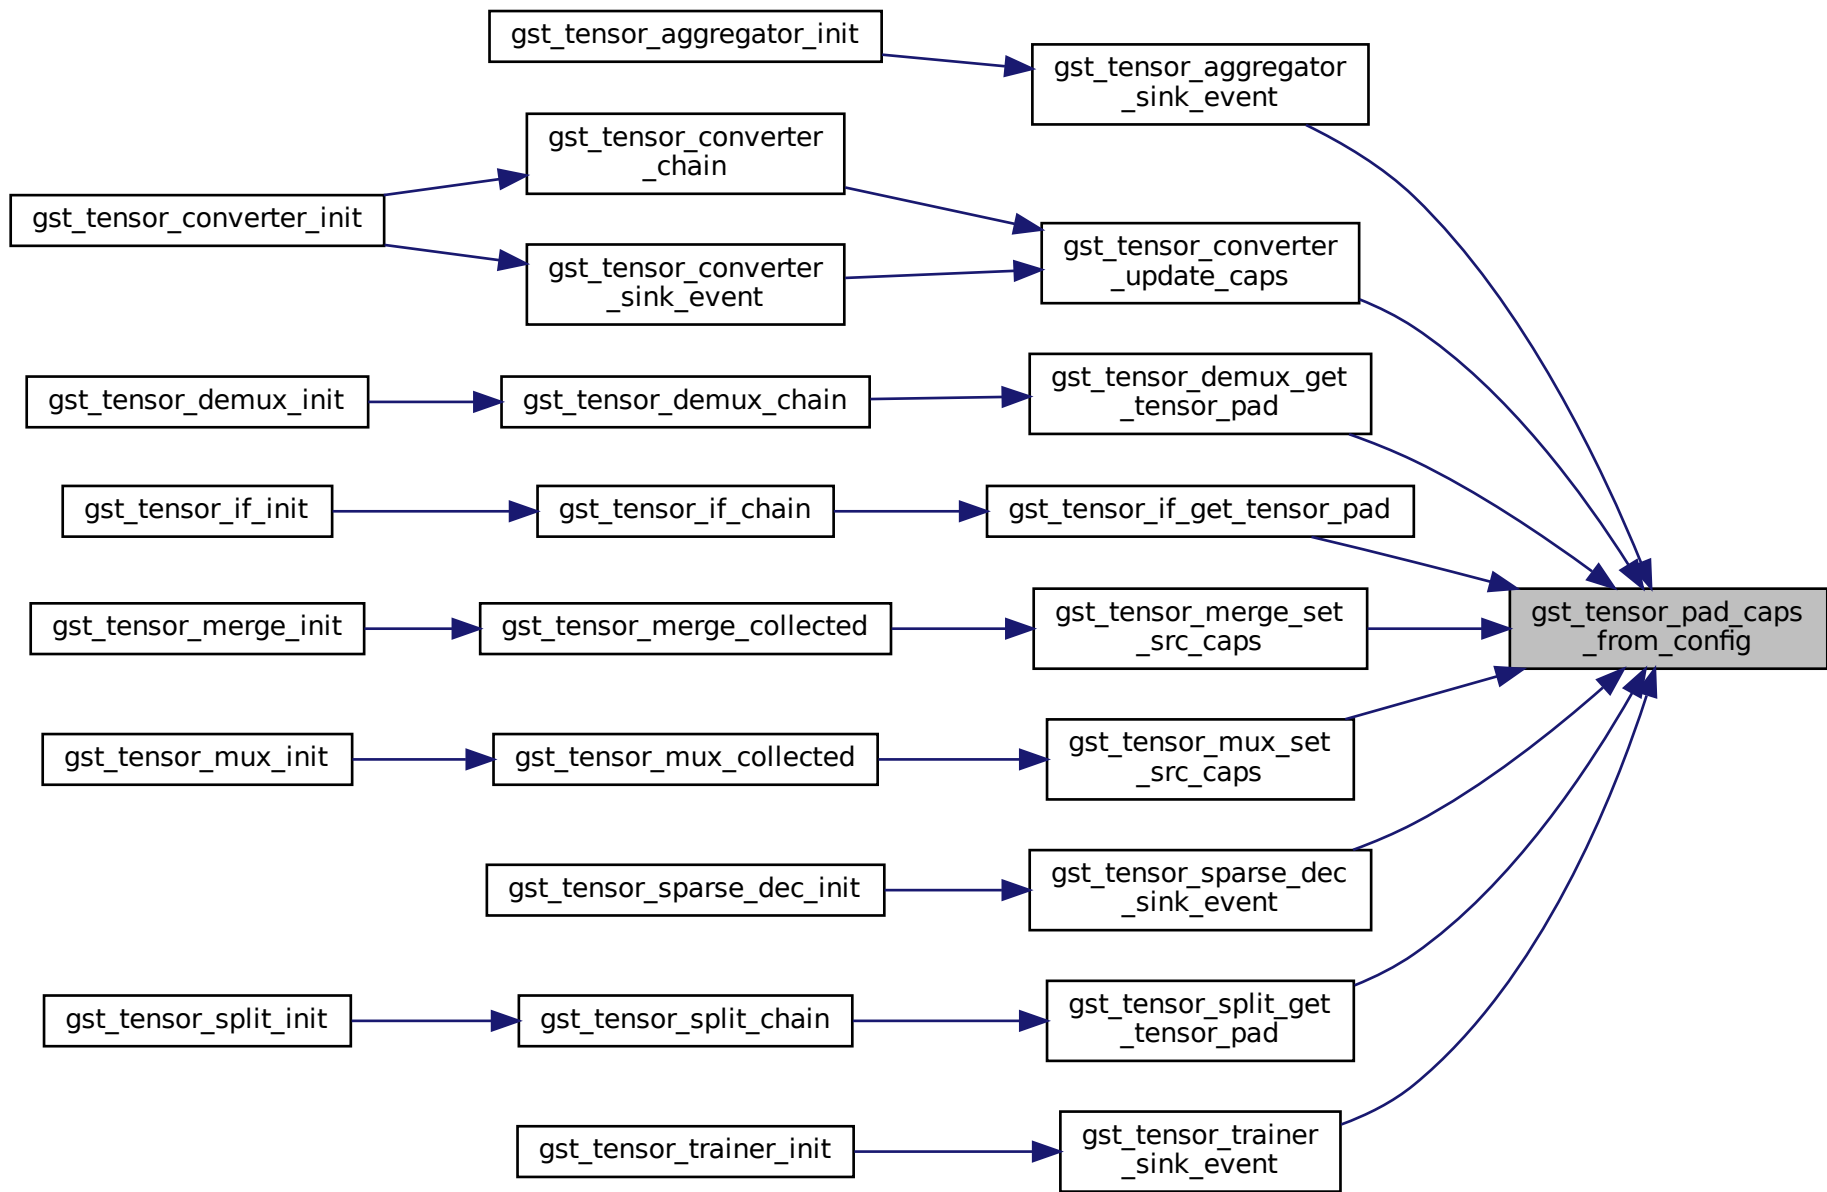 gst_tensor_aggregator_init
gst_tensor_aggregator
_sink_event
gst_tensor_converter
_chain
gst_tensor_converter_init
gst_tensor_converter
_update_caps
gst_tensor_converter
_sink_event
gst_tensor_demux_init
gst_tensor_demux_chain
gst_tensor_demux_get
_tensor_pad
gst_tensor_if_init
gst_tensor_if_chain
gst_tensor_if_get_tensor_pad
gst_tensor_merge_init
gst_tensor_merge_collected
gst_tensor_merge_set
_src_caps
gst_tensor_pad_caps
_from_config
gst_tensor_mux_init
gst_tensor_mux_collected
gst_tensor_mux_set
_src_caps
gst_tensor_sparse_dec_init
gst_tensor_sparse_dec
_sink_event
gst_tensor_split_init
gst_tensor_split_chain
gst_tensor_split_get
_tensor_pad
gst_tensor_trainer_init
gst_tensor_trainer
_sink_event